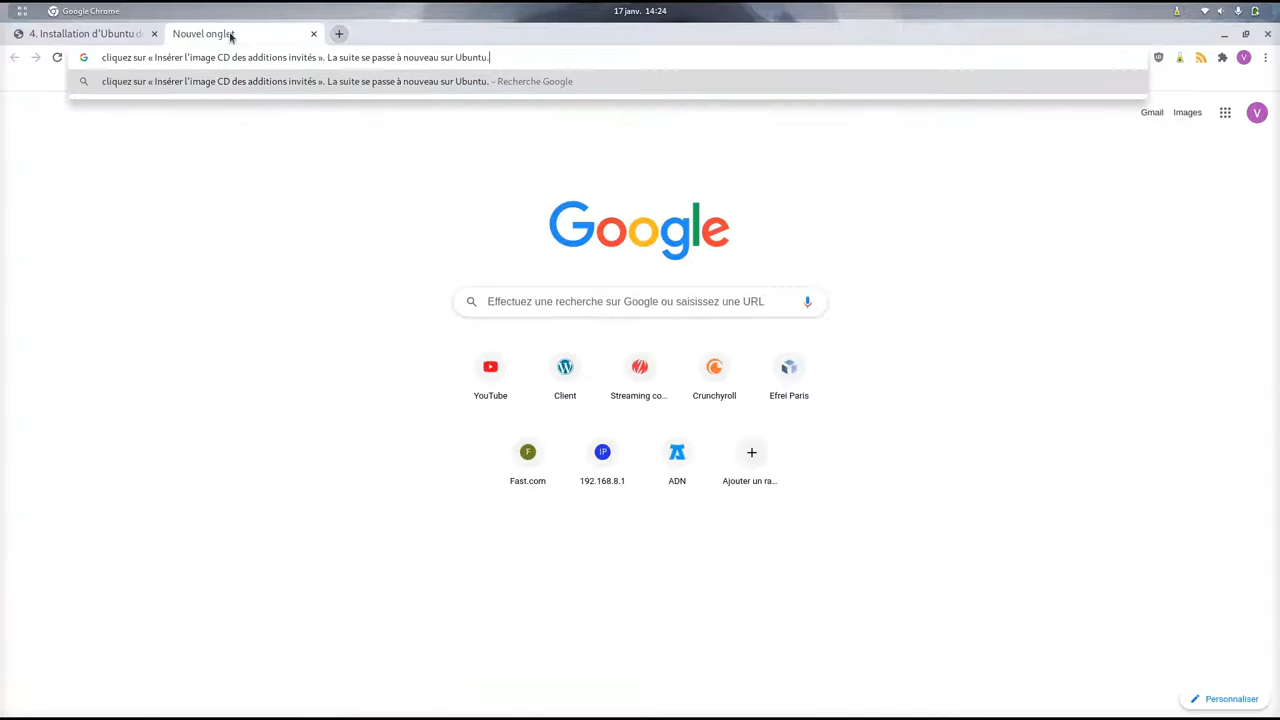 Google Chrome
17 janv. 14:24
4. Installation d'Ubuntu d
Nouvel onglet
cliquez sur « Insérer l'image CD des additions invités ». La suite se passe à nouveau sur Ubuntu.
V
cliquez sur « Insérer l'image CD des additions invités ». La suite se passe à nouveau sur Ubuntu. - Recherche Google
Gmail
Images
V
Google
Effectuez une recherche sur Google ou saisissez une URL
YouTube
Client
Streaming co...
Crunchyroll
Efrei Paris
F
IP
Fast.com
192.168.8.1
ADN
Ajouter un ra...
Personnaliser